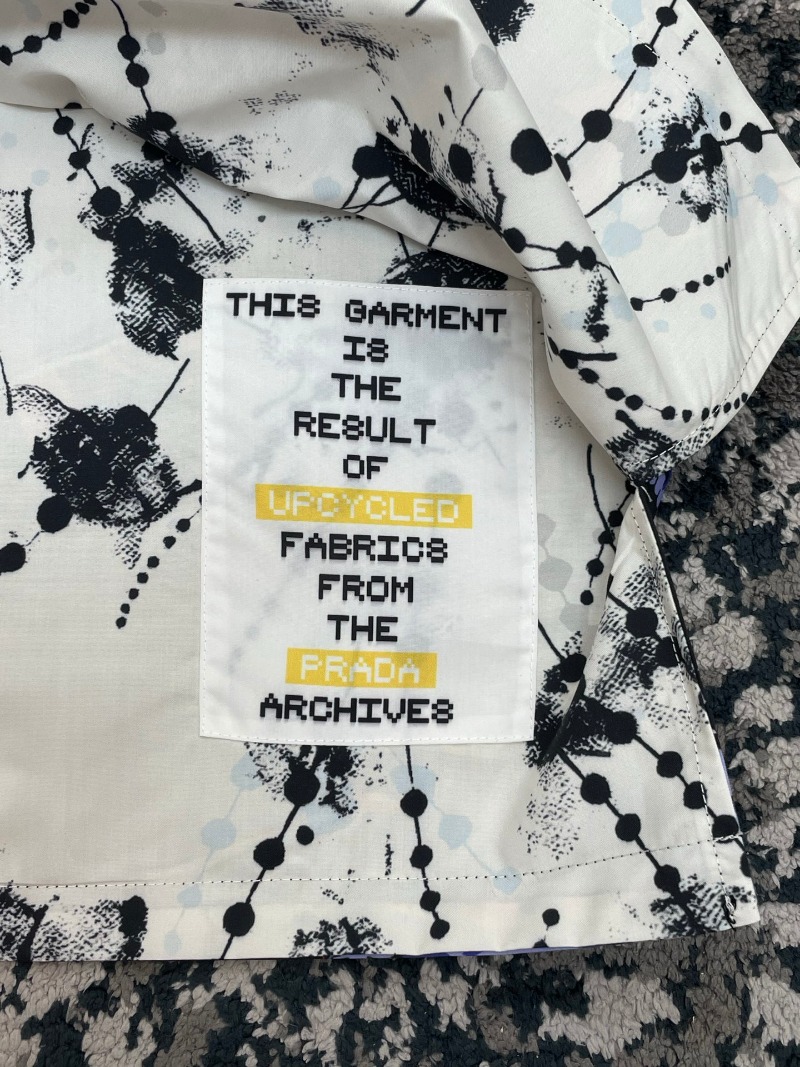 THIS GARMENT
IS
THE
RESULT
OF
UPCYCLED
FABRICS
FROM
THE
PRADA
ARCHIVES